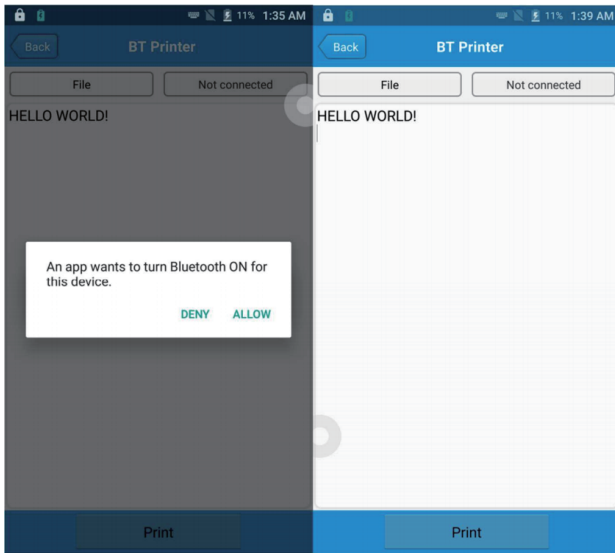 11% 1:35 AM
Back BT Printer
File Not connected
HELLO WORLD!
An app wants to turn Bluetooth ON for
this device.
DENY ALLOW
Print
11% 1:39 AM
Back BT Printer
File Not connected
HELLO WORLD!
Print